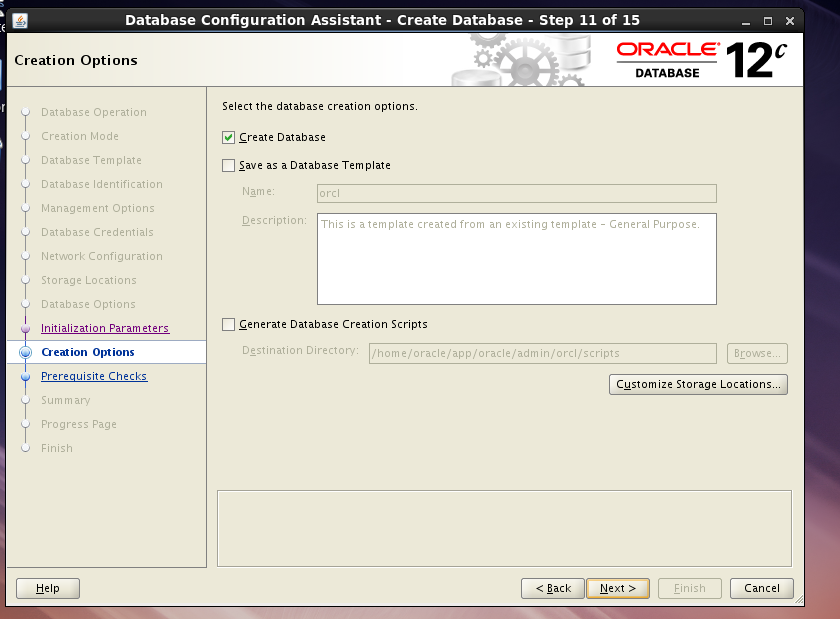 Database Configuration Assistant - Create Database - Step 11 of 15
Creation Options
ORACLE
DATABASE
12c
Database Operation
Creation Mode
Database Template
Database Identification
Management Options
Database Credentials
Network Configuration
Storage Locations
Database Options
Initialization Parameters
Creation Options
Prerequisite Checks
Summary
Progress Page
Finish
Select the database creation options.
Create Database
Save as a Database Template
Name: orcl
Description: This is a template created from an existing template - General Purpose.
Generate Database Creation Scripts
Destination Directory: /home/oracle/app/oracle/admin/orcl/scripts Browse...
Customize Storage Locations...
Help < Back Next > Finish Cancel